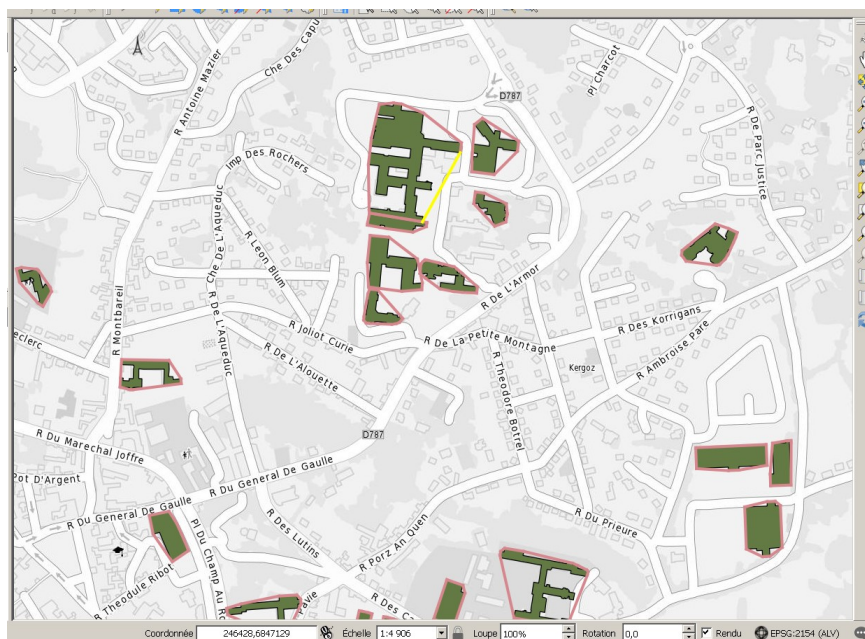 Che Des Capu
R Antoine Mazier
D787
Pl Charcot
R De Parc Justice
Imp Des Rochers
Che De L'Aqueduc
R Leon Blum
R De L'Armor
R Montbareil
R De L'Aqueduc
R Joliot Curie
R De La Petite Montagne
R Des Korrigans
eclerc
R De L'Alouette
R Theodore Botrel
Kergoz
R Ambroise Pare
R Du Marechal Joffre
D787
Pot D'Argent
R Du General De Gaulle
R Du General De Gaulle
Pl Du Champ Au Ro
R Des Lutins
R Porz An Quen
R Du Prieure
R Theodule Ribot
Pavie
R Des Ca
Coordonnée 246428,6847129 Échelle 1:4 906 Loupe 100% Rotation 0,0 Rendu EPSG:2154 (ALV)